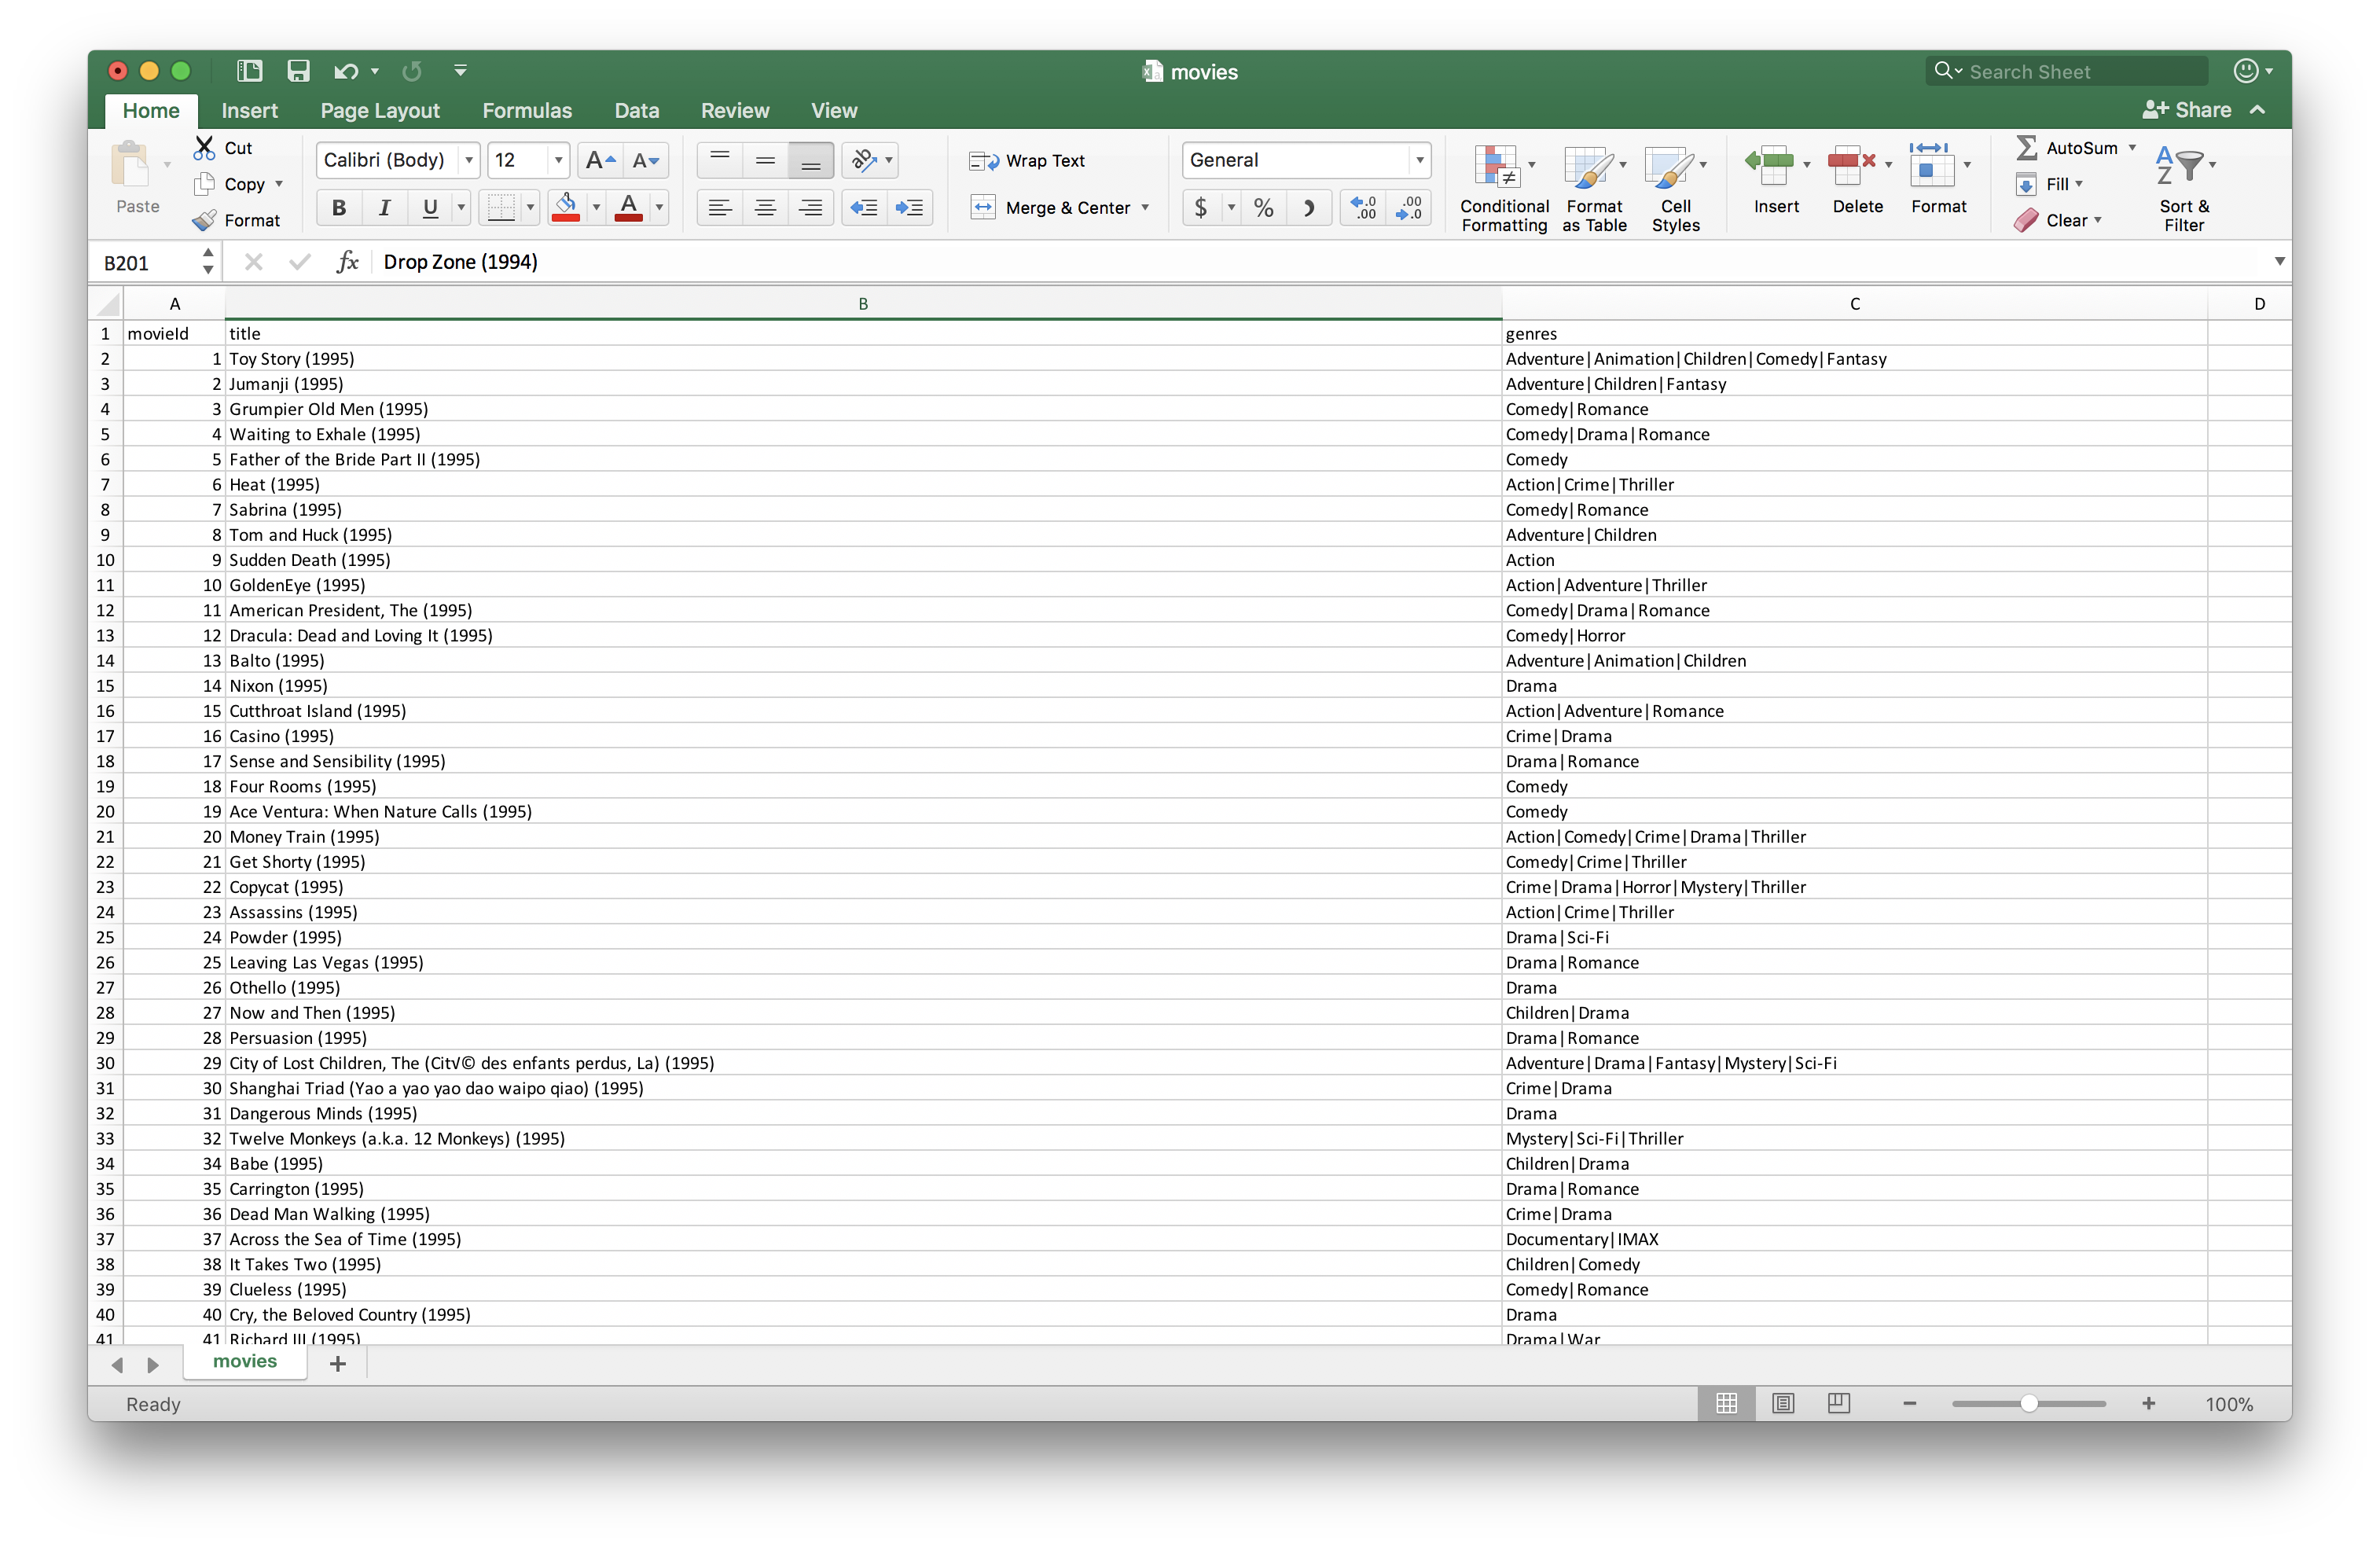 movies
Search Sheet
Home Insert Page Layout Formulas Data Review View Share
Paste Cut Copy Format
Calibri (Body) 12
B I U
Wrap Text
Merge & Center
General
$ %
Conditional Formatting
Format as Table
Cell Styles
Insert Delete Format
AutoSum
Fill
Clear
Sort & Filter
B201 fx Drop Zone (1994)
A B C D
1 movieId title genres
2 1 Toy Story (1995) Adventure|Animation|Children|Comedy|Fantasy
3 2 Jumanji (1995) Adventure|Children|Fantasy
4 3 Grumpier Old Men (1995) Comedy|Romance
5 4 Waiting to Exhale (1995) Comedy|Drama|Romance
6 5 Father of the Bride Part II (1995) Comedy
7 6 Heat (1995) Action|Crime|Thriller
8 7 Sabrina (1995) Comedy|Romance
9 8 Tom and Huck (1995) Adventure|Children
10 9 Sudden Death (1995) Action
11 10 GoldenEye (1995) Action|Adventure|Thriller
12 11 American President, The (1995) Comedy|Drama|Romance
13 12 Dracula: Dead and Loving It (1995) Comedy|Horror
14 13 Balto (1995) Adventure|Animation|Children
15 14 Nixon (1995) Drama
16 15 Cutthroat Island (1995) Action|Adventure|Romance
17 16 Casino (1995) Crime|Drama
18 17 Sense and Sensibility (1995) Drama|Romance
19 18 Four Rooms (1995) Comedy
20 19 Ace Ventura: When Nature Calls (1995) Comedy
21 20 Money Train (1995) Action|Comedy|Crime|Drama|Thriller
22 21 Get Shorty (1995) Comedy|Crime|Thriller
23 22 Copycat (1995) Crime|Drama|Horror|Mystery|Thriller
24 23 Assassins (1995) Action|Crime|Thriller
25 24 Powder (1995) Drama|Sci-Fi
26 25 Leaving Las Vegas (1995) Drama|Romance
27 26 Othello (1995) Drama
28 27 Now and Then (1995) Children|Drama
29 28 Persuasion (1995) Drama|Romance
30 29 City of Lost Children, The (Cit√© des enfants perdus, La) (1995) Adventure|Drama|Fantasy|Mystery|Sci-Fi
31 30 Shanghai Triad (Yao a yao yao dao waipo qiao) (1995) Crime|Drama
32 31 Dangerous Minds (1995) Drama
33 32 Twelve Monkeys (a.k.a. 12 Monkeys) (1995) Mystery|Sci-Fi|Thriller
34 34 Babe (1995) Children|Drama
35 35 Carrington (1995) Drama|Romance
36 36 Dead Man Walking (1995) Crime|Drama
37 37 Across the Sea of Time (1995) Documentary|IMAX
38 38 It Takes Two (1995) Children|Comedy
39 39 Clueless (1995) Comedy|Romance
40 40 Cry, the Beloved Country (1995) Drama
41 41 Richard III (1995) Drama|War
movies
Ready 100%